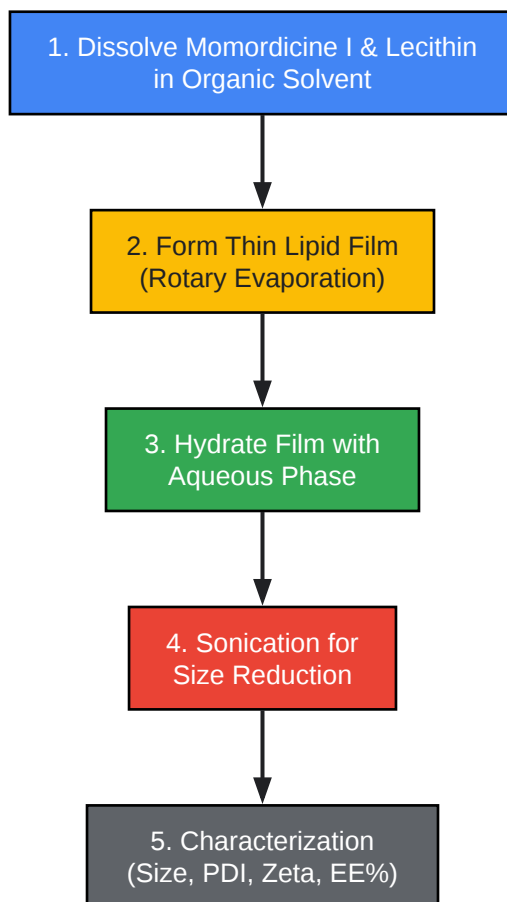 1. Dissolve Momordicine I & Lecithin
in Organic Solvent
2. Form Thin Lipid Film
(Rotary Evaporation)
3. Hydrate Film with
Aqueous Phase
4. Sonication for
Size Reduction
5. Characterization
(Size, PDI, Zeta, EE%)